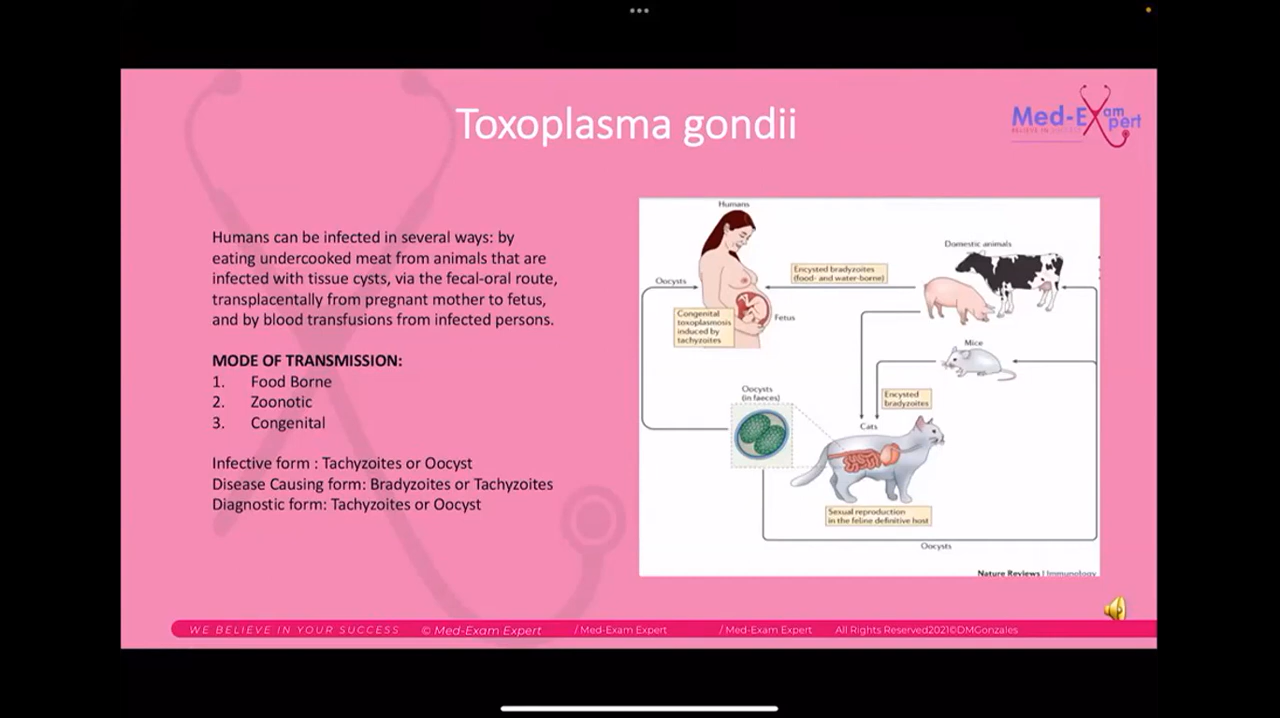 Toxoplasma gondii
Med-Exam Expert
BELIEVE IN SUCCESS
Humans can be infected in several ways: by
eating undercooked meat from animals that are
infected with tissue cysts, via the fecal-oral route,
transplacentally from pregnant mother to fetus,
and by blood transfusions from infected persons.
MODE OF TRANSMISSION:
1. Food Borne
2. Zoonotic
3. Congenital
Infective form : Tachyzoites or Oocyst
Disease Causing form: Bradyzoites or Tachyzoites
Diagnostic form: Tachyzoites or Oocyst
Humans
Domestic animals
Oocysts
Encysted bradyzoites
(food- and water-borne)
Congenital
toxoplasmosis
induced by
tachyzoites
Fetus
Mice
Oocysts
(in faeces)
Encysted
bradyzoites
Cats
Sexual reproduction
in the feline definitive host
Oocysts
Nature Reviews | Immunology
WE BELIEVE IN YOUR SUCCESS © Med-Exam Expert / Med-Exam Expert / Med-Exam Expert All Rights Reserved2021©DMGonzales